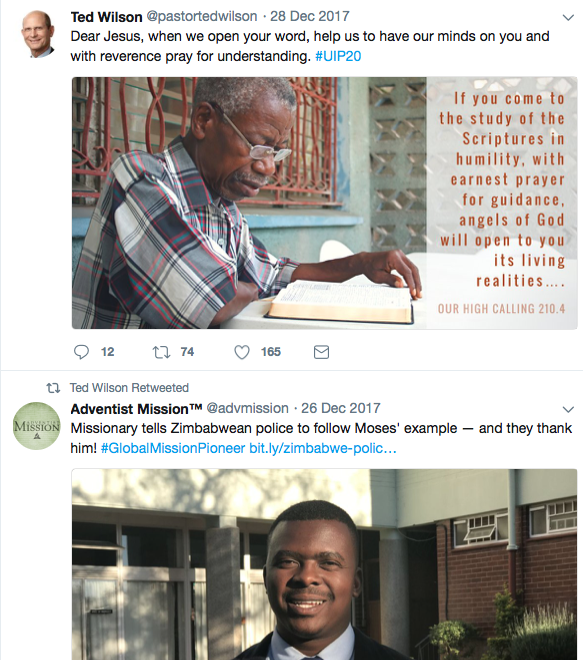 Ted Wilson @pastortedwilson · 28 Dec 2017
Dear Jesus, when we open your word, help us to have our minds on you and
with reverence pray for understanding. #UIP20
If you come to
the study of the
Scriptures in
humility, with
earnest prayer
for guidance,
angels of God
will open to you
its living
realities....
OUR HIGH CALLING 210.4
12 74 165
Ted Wilson Retweeted
Adventist Mission™ @advmission · 26 Dec 2017
ADVENTIST
MISSION
Missionary tells Zimbabwean police to follow Moses' example — and they thank
him! #GlobalMissionPioneer bit.ly/zimbabwe-polic…